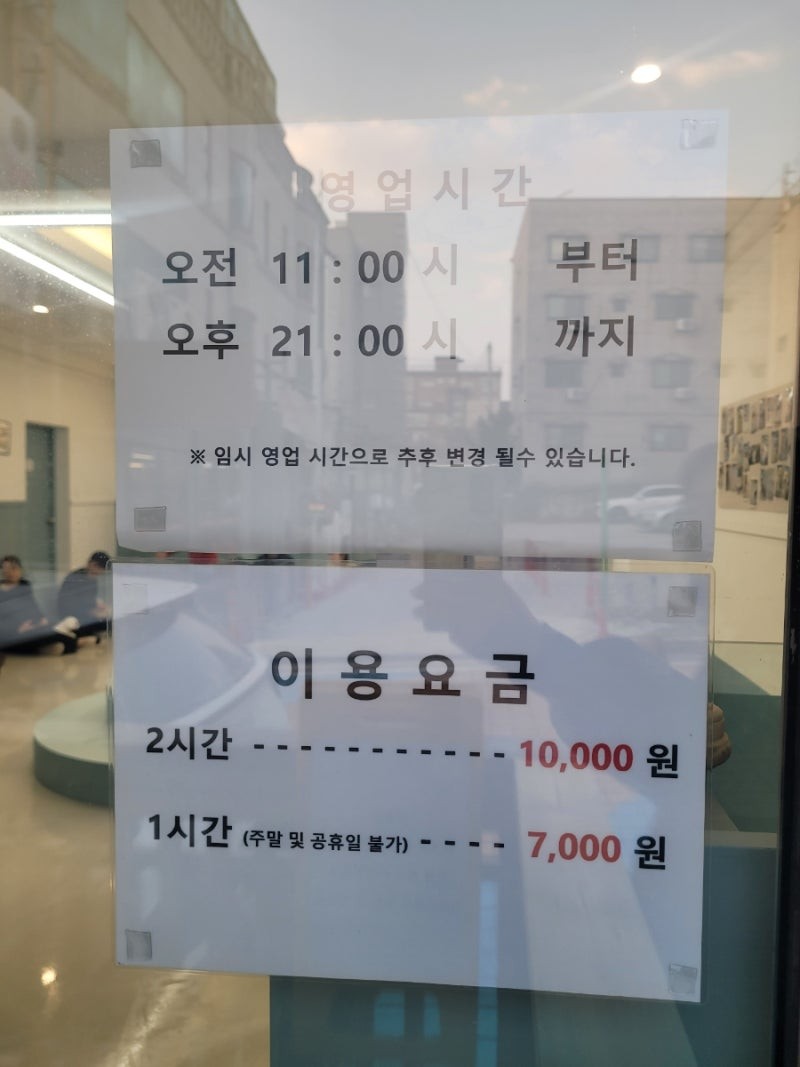 영업시간
오전 11 : 00 시 부터
오후 21 : 00 시 까지
※ 임시 영업 시간으로 추후 변경 될수 있습니다.
이용요금
2시간 - - - - - - - - - - - - 10,000 원
1시간 (주말 및 공휴일 불가) - - - - 7,000 원